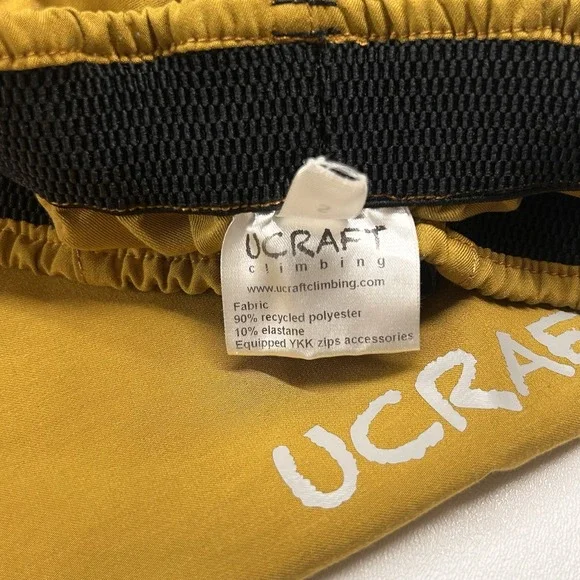 UCRAFT
climbing
www.ucraftclimbing.com
Fabric
90% recycled polyester
10% elastane
Equipped YKK zips accessories
UCRAF